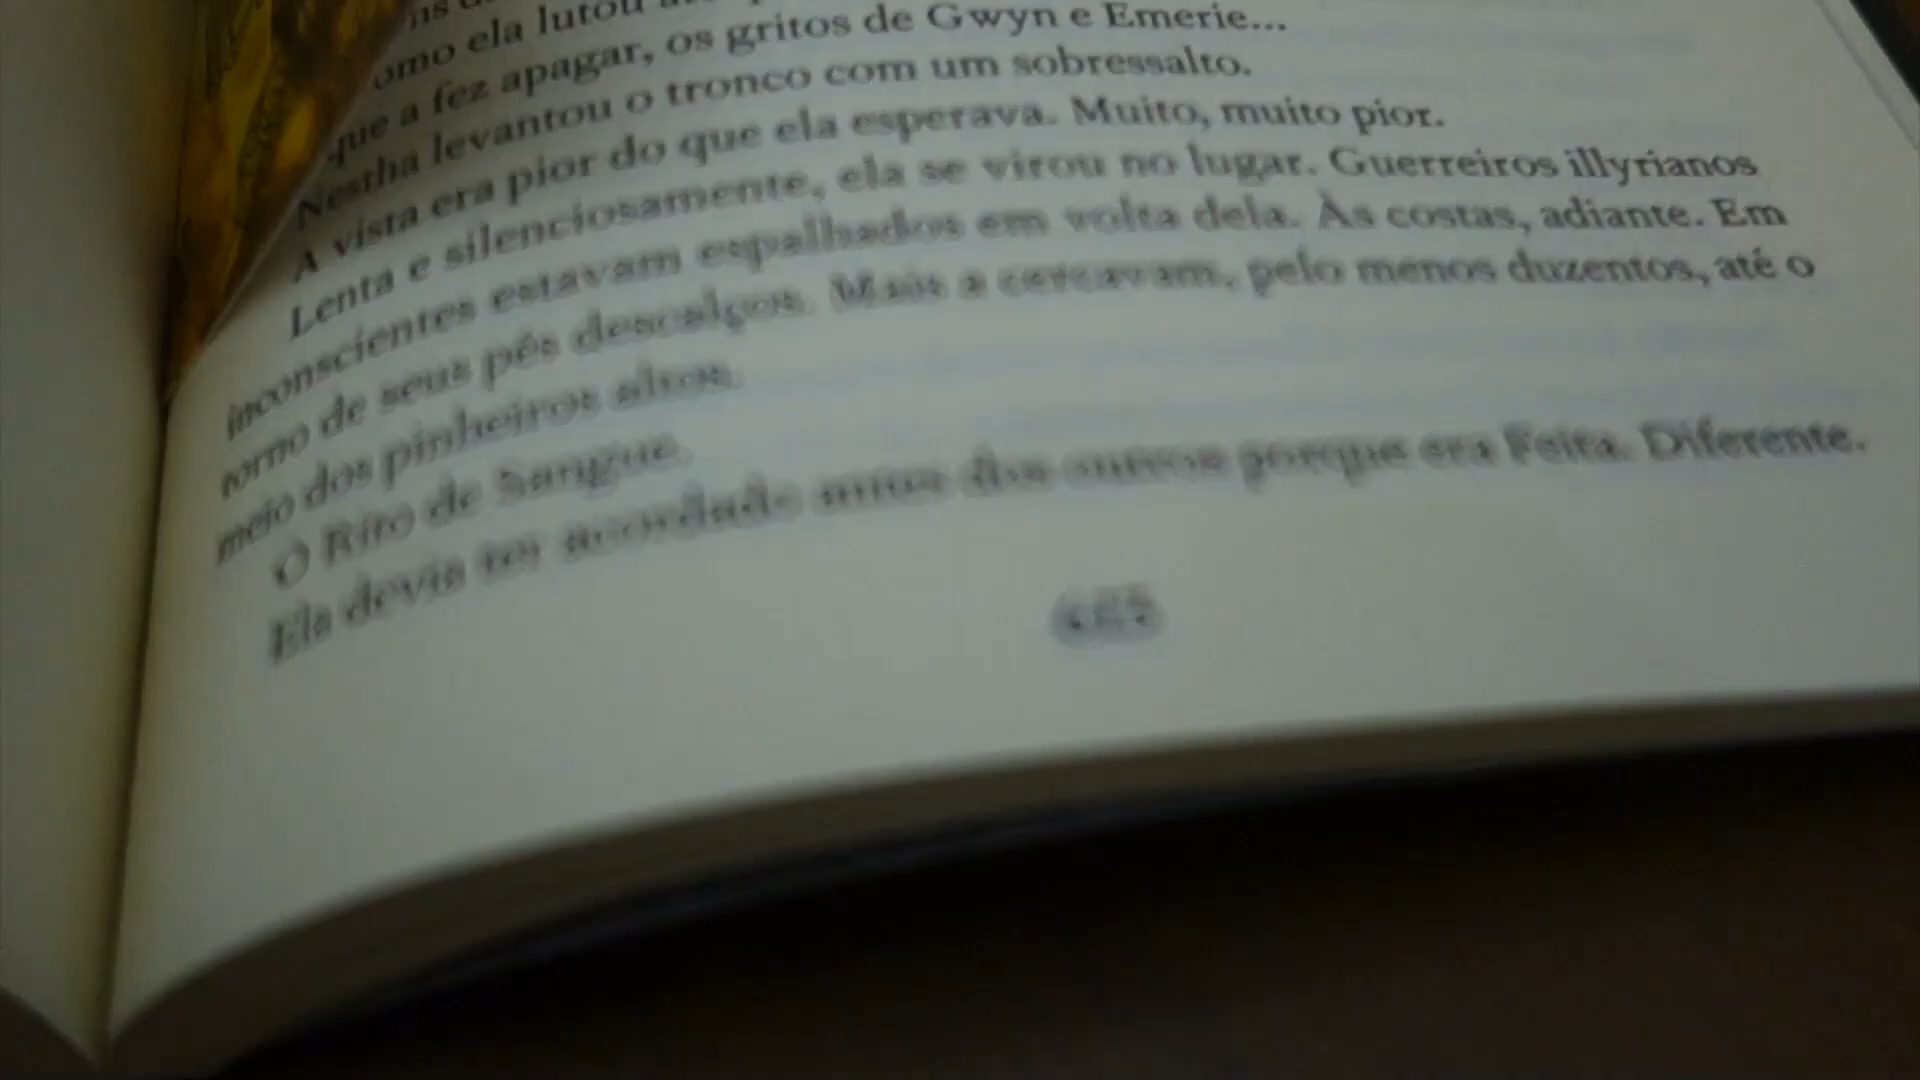 omo ela lutou
que a fez apagar, os gritos de Gwyn e Emerie...
Nestha levantou o tronco com um sobressalto.
A vista era pior do que ela esperava. Muito, muito pior.
Lenta e silenciosamente, ela se virou no lugar. Guerreiros illyrianos
inconscientes estavam espalhados em volta dela. Às costas, adiante. Em
torno de seus pés descalços. Mais a cercavam, pelo menos duzentos, até o
meio dos pinheiros altos.
O Rito de Sangue.
Ela devia ter acordado antes dos outros porque era Feita. Diferente.